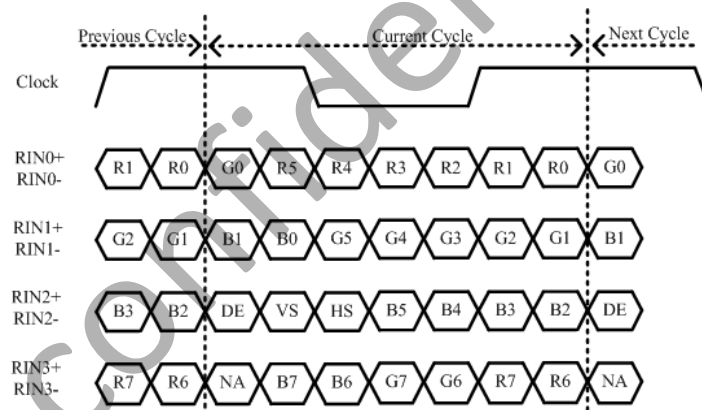 Previous Cycle Current Cycle Next Cycle
Clock
RIN0+
RIN0-
R1 R0 G0 R5 R4 R3 R2 R1 R0 G0
RIN1+
RIN1-
G2 G1 B1 B0 G5 G4 G3 G2 G1 B1
RIN2+
RIN2-
B3 B2 DE VS HS B5 B4 B3 B2 DE
RIN3+
RIN3-
R7 R6 NA B7 B6 G7 G6 R7 R6 NA
confider